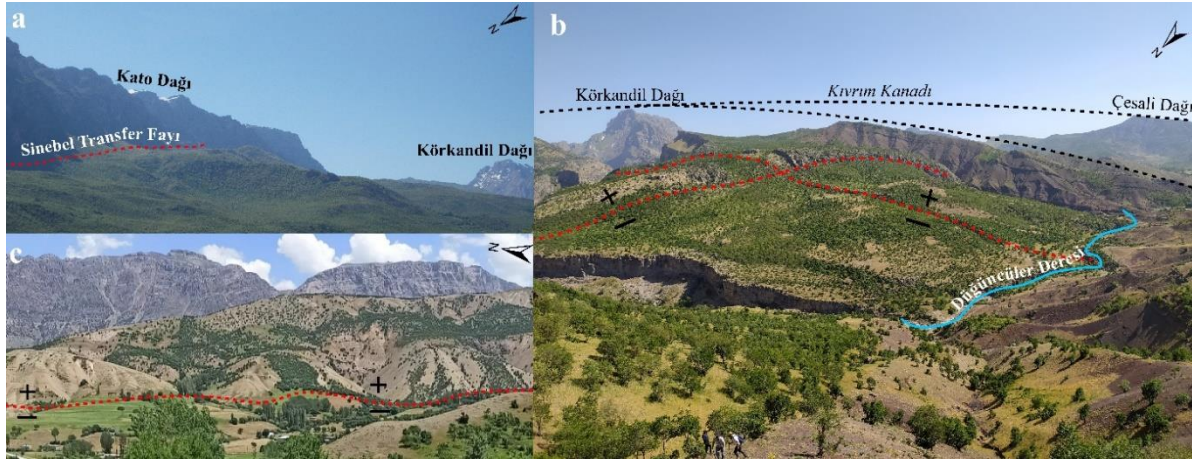 a
N
Kato Dağı
Sinebel Transfer Fayı
Körkandil Dağı
b
N
Körkandil Dağı
Kıvrım Kanadı
Çesali Dağı
+
+
−
−
Düğüncüler Deresi
c
N
+
+
−
−